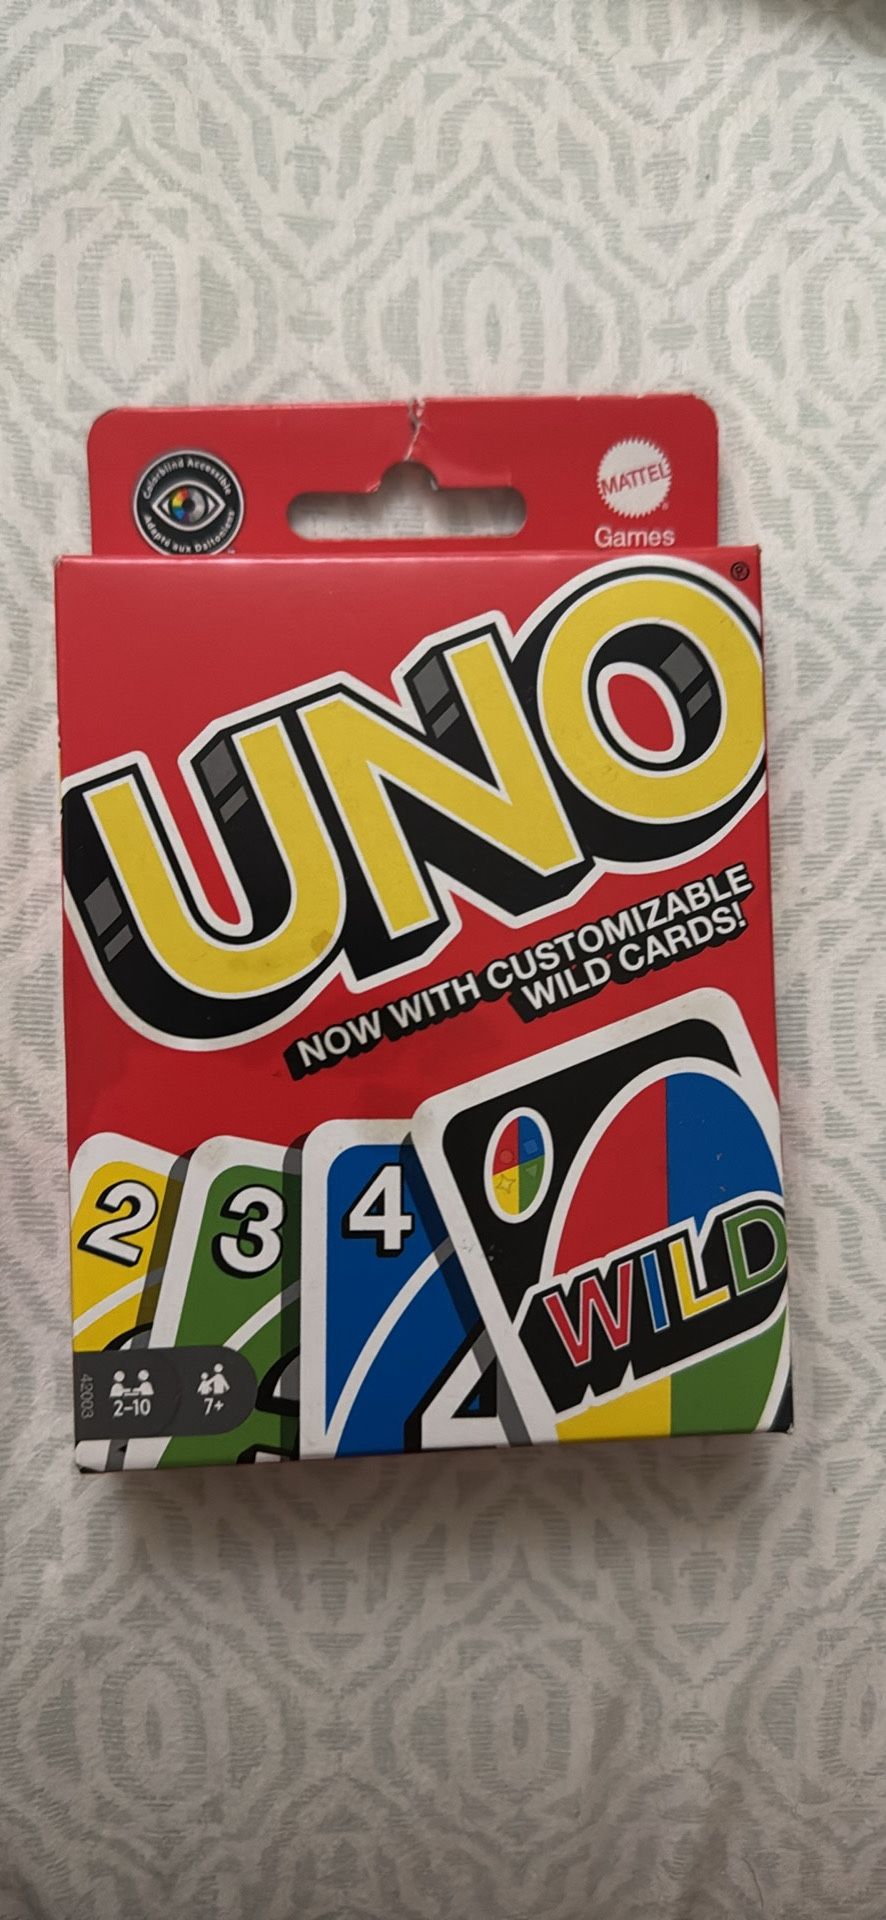 Colorblind Accessible
Adapté aux Daltoniens
MATTEL
®
Games
®
UNO
NOW WITH CUSTOMIZABLE
WILD CARDS!
2
3
4
WILD
4
42003
2–10
7+